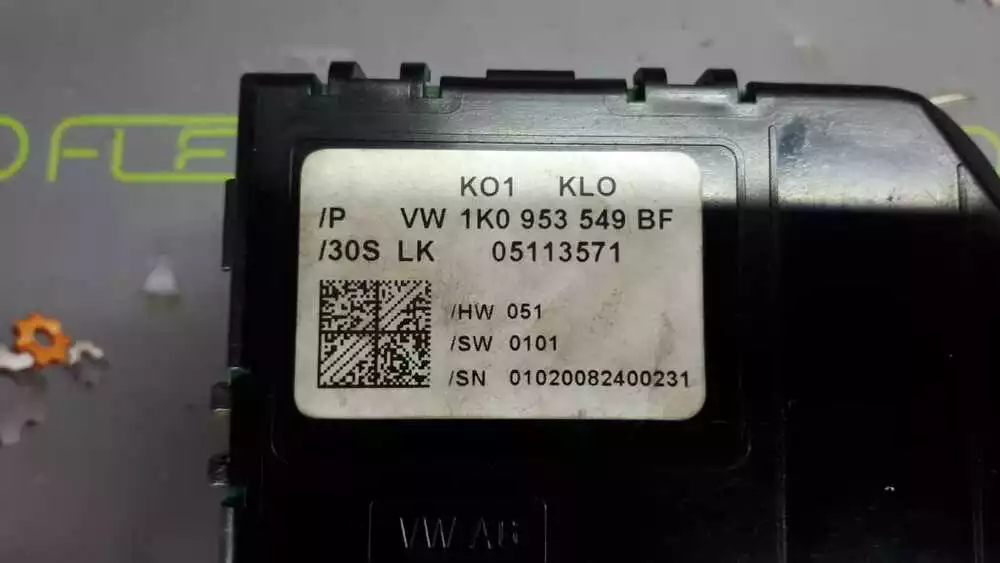 KO1 KLO
/P VW 1K0 953 549 BF
/30S LK 05113571
/HW 051
/SW 0101
/SN 01020082400231
VW AG